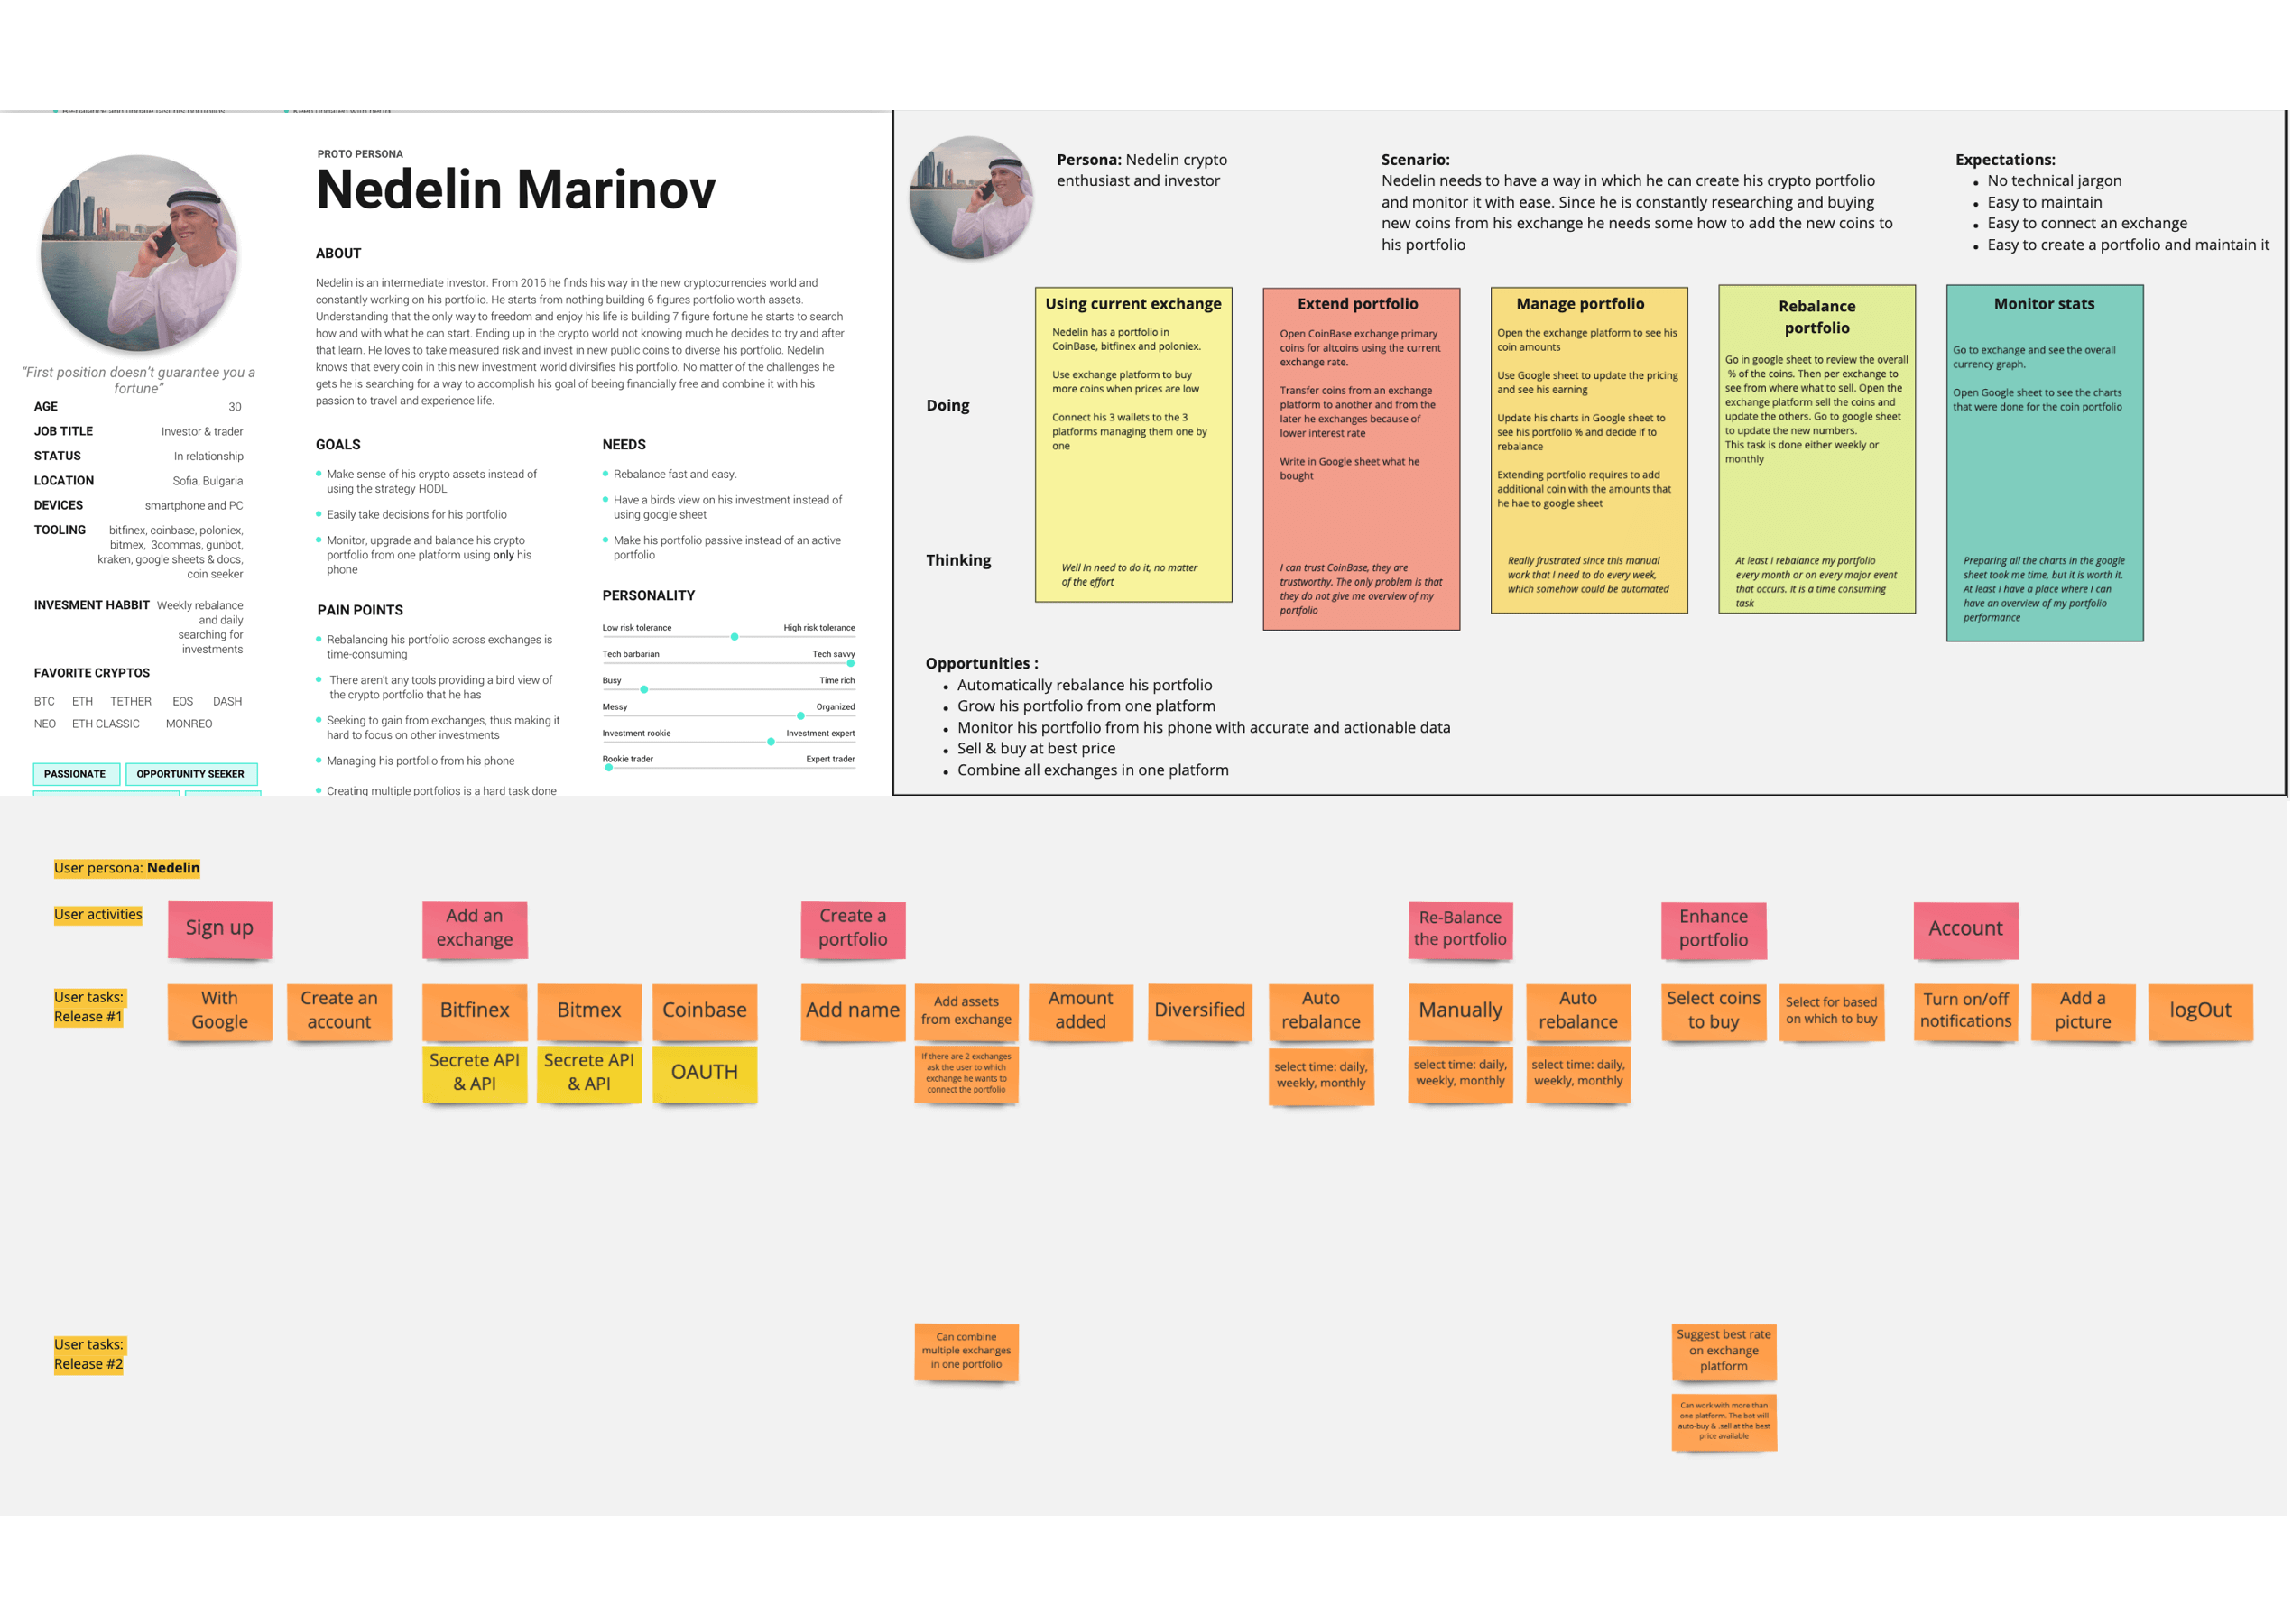 Re-balance and update fast his portfolios
Keep updated with
PROTO PERSONA
Nedelin Marinov
“First position doesn’t guarantee you a
fortune”
AGE 30
JOB TITLE Investor & trader
STATUS In relationship
LOCATION Sofia, Bulgaria
DEVICES smartphone and PC
TOOLING bitfinex, coinbase, poloniex,
bitmex, 3commas, gunbot,
kraken, google sheets & docs,
coin seeker
INVESMENT HABBIT Weekly rebalance
and daily
searching for
investments
FAVORITE CRYPTOS
BTC ETH TETHER EOS DASH
NEO ETH CLASSIC MONREO
PASSIONATE OPPORTUNITY SEEKER
ABOUT
Nedelin is an intermediate investor. From 2016 he finds his way in the new cryptocurrencies world and
constantly working on his portfolio. He starts from nothing building 6 figures portfolio worth assets.
Understanding that the only way to freedom and enjoy his life is building 7 figure fortune he starts to search
how and with what he can start. Ending up in the crypto world not knowing much he decides to try and after
that learn. He loves to take measured risk and invest in new public coins to diverse his portfolio. Nedelin
knows that every coin in this new investment world divirsifies his portfolio. No matter of the challenges he
gets he is searching for a way to accomplish his goal of beeing financially free and combine it with his
passion to travel and experience life.
GOALS
Make sense of his crypto assets instead of
using the strategy HODL
Easily take decisions for his portfolio
Monitor, upgrade and balance his crypto
portfolio from one platform using only his
phone
PAIN POINTS
Rebalancing his portfolio across exchanges is
time-consuming
There aren’t any tools providing a bird view of
the crypto portfolio that he has
Seeking to gain from exchanges, thus making it
hard to focus on other investments
Managing his portfolio from his phone
Creating multiple portfolios is a hard task done
NEEDS
Rebalance fast and easy.
Have a birds view on his investment instead of
using google sheet
Make his portfolio passive instead of an active
portfolio
PERSONALITY
Low risk tolerance High risk tolerance
Tech barbarian Tech savvy
Busy Time rich
Messy Organized
Investment rookie Investment expert
Rookie trader Expert trader
Persona: Nedelin crypto
enthusiast and investor
Scenario:
Nedelin needs to have a way in which he can create his crypto portfolio
and monitor it with ease. Since he is constantly researching and buying
new coins from his exchange he needs some how to add the new coins to
his portfolio
Expectations:
• No technical jargon
• Easy to maintain
• Easy to connect an exchange
• Easy to create a portfolio and maintain it
Doing
Thinking
Using current exchange
Nedelin has a portfolio in
CoinBase, bitfinex and poloniex.
Use exchange platform to buy
more coins when prices are low
Connect his 3 wallets to the 3
platforms managing them one by
one
Well In need to do it, no matter
of the effort
Extend portfolio
Open CoinBase exchange primary
coins for altcoins using the current
exchange rate.
Transfer coins from an exchange
platform to another and from the
later he exchanges because of
lower interest rate
Write in Google sheet what he
bought
I can trust CoinBase, they are
trustworthy. The only problem is that
they do not give me overview of my
portfolio
Manage portfolio
Open the exchange platform to see his
coin amounts
Use Google sheet to update the pricing
and see his earning
Update his charts in Google sheet to
see his portfolio % and decide if to
rebalance
Extending portfolio requires to add
additional coin with the amounts that
he hae to google sheet
Really frustrated since this manual
work that I need to do every week,
which somehow could be automated
Rebalance
portfolio
Go in google sheet to review the overall
% of the coins. Then per exchange to
see from where what to sell. Open the
exchange platform sell the coins and
update the others. Go to google sheet
to update the new numbers.
This task is done either weekly or
monthly
At least I rebalance my portfolio
every month or on every major event
that occurs. It is a time consuming
task
Monitor stats
Go to exchange and see the overall
currency graph.
Open Google sheet to see the charts
that were done for the coin portfolio
Preparing all the charts in the google
sheet took me time, but it is worth it.
At least I have a place where I can
have an overview of my portfolio
performance
Opportunities :
• Automatically rebalance his portfolio
• Grow his portfolio from one platform
• Monitor his portfolio from his phone with accurate and actionable data
• Sell & buy at best price
• Combine all exchanges in one platform
User persona: Nedelin
User activities
Sign up
Add an
exchange
Create a
portfolio
Re-Balance
the portfolio
Enhance
portfolio
Account
User tasks:
Release #1
With
Google
Create an
account
Bitfinex
Bitmex
Coinbase
Add name
Add assets
from exchange
Amount
added
Diversified
Auto
rebalance
Manually
Auto
rebalance
Select coins
to buy
Select for based
on which to buy
Turn on/off
notifications
Add a
picture
logOut
Secrete API
& API
Secrete API
& API
OAUTH
If there are 2 exchanges
ask the user to which
exchange he wants to
connect the portfolio
select time: daily,
weekly, monthly
select time: daily,
weekly, monthly
select time: daily,
weekly, monthly
User tasks:
Release #2
Can combine
multiple exchanges
in one portfolio
Suggest best rate
on exchange
platform
Can work with more than
one platform. The bot will
auto-buy & .sell at the best
price available